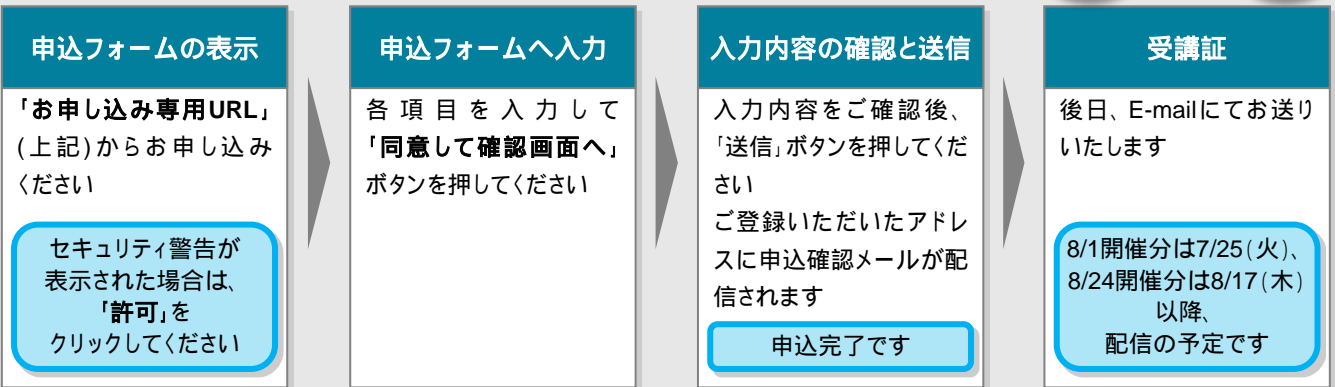 申込フォームの表示
「お申し込み専用URL」
(上記)からお申し込み
ください
セキュリティ警告が
表示された場合は、
「許可」を
クリックしてください
申込フォームへ入力
各項目を入力して
「同意して確認画面へ」
ボタンを押してください
入力内容の確認と送信
入力内容をご確認後、
「送信」ボタンを押してくだ
さい
ご登録いただいたアドレ
スに申込確認メールが配
信されます
申込完了です
受講証
後日、E-mailにてお送り
いたします
8/1開催分は7/25(火)、
8/24開催分は8/17(木)
以降、
配信の予定です